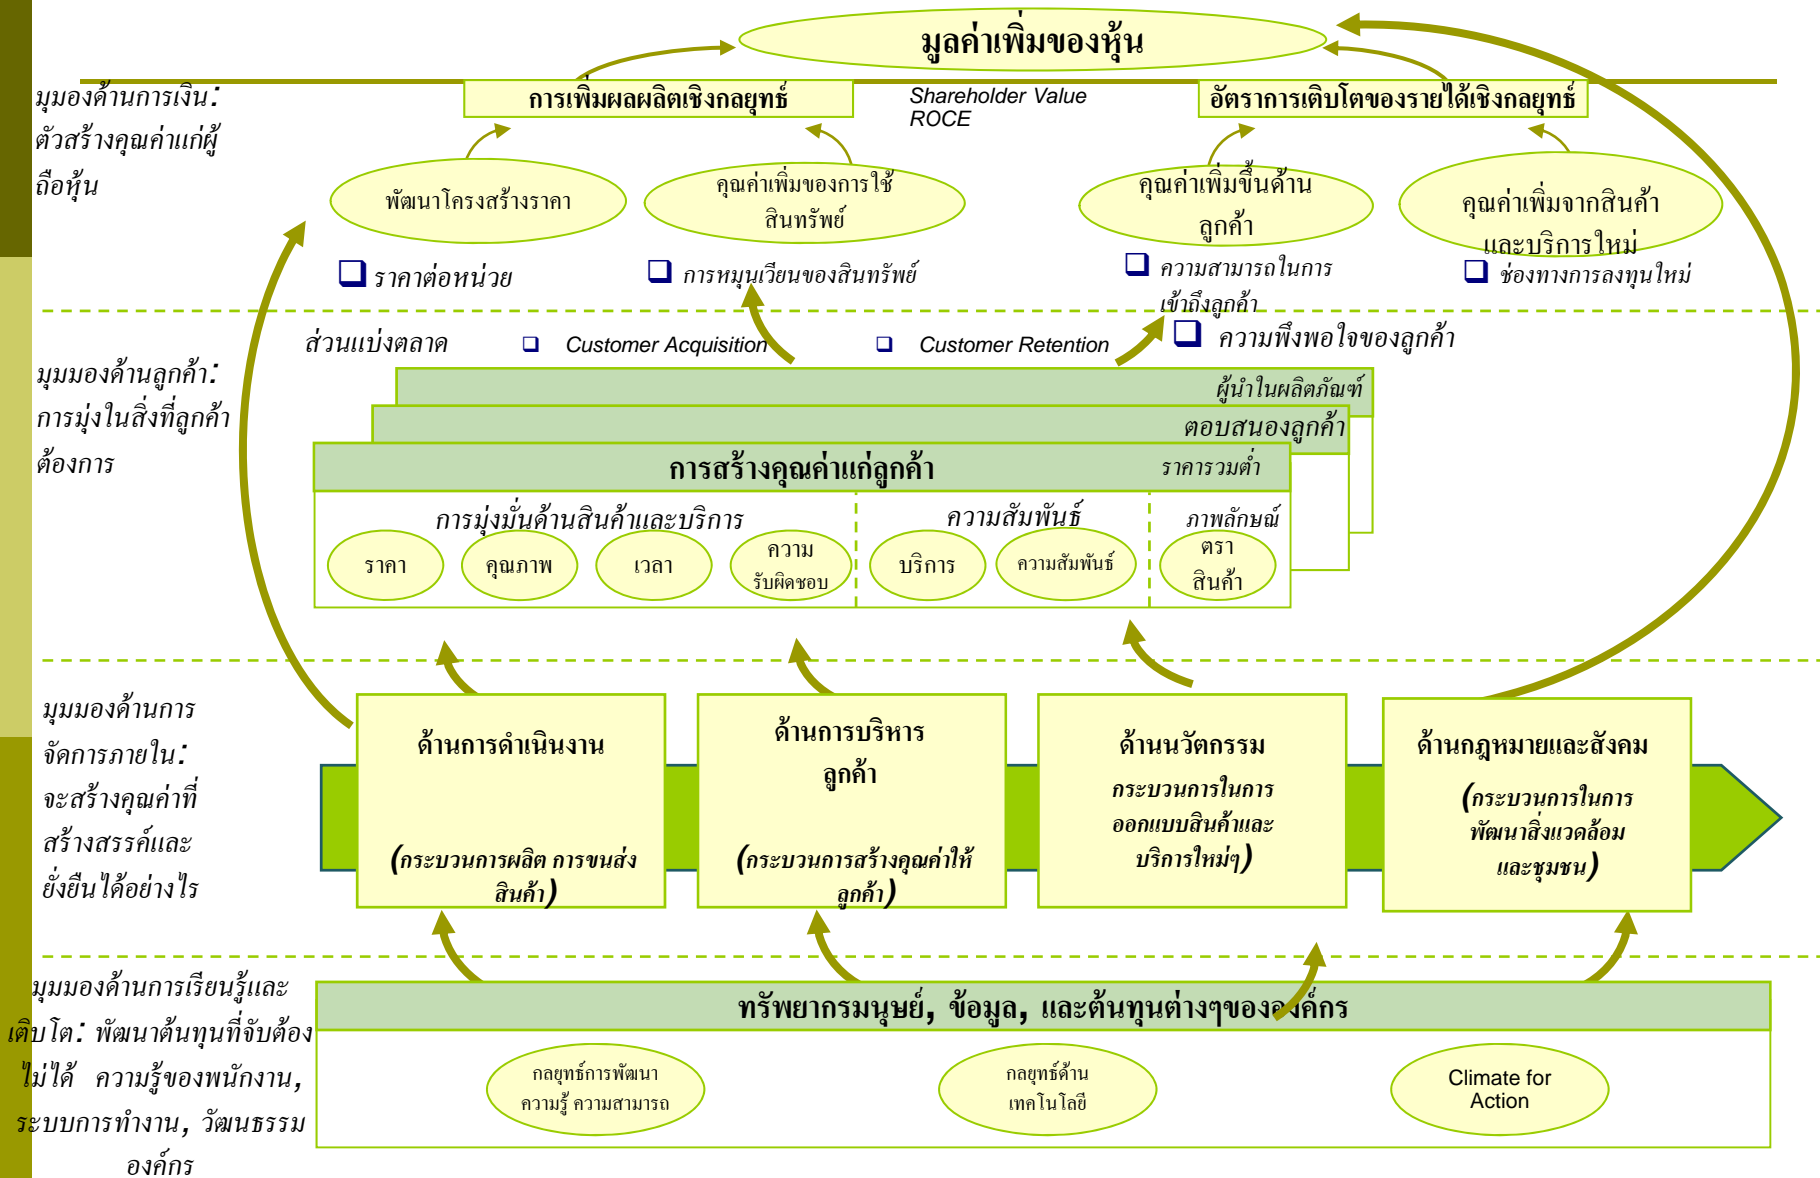 มูลค่าเพิ่มของหุ้น
มุมองด้านการเงิน:
ตัวสร้างคุณค่าแก่ผู้
ถือหุ้น
การเพิ่มผลผลิตเชิงกลยุทธ์
Shareholder Value
ROCE
อัตราการเติบโตของรายได้เชิงกลยุทธ์
พัฒนาโครงสร้างราคา
คุณค่าเพิ่มของการใช้
สินทรัพย์
คุณค่าเพิ่มขึ้นด้าน
ลูกค้า
คุณค่าเพิ่มจากสินค้า
และบริการใหม่
ราคาต่อหน่วย
การหมุนเวียนของสินทรัพย์
ความสามารถในการ
เข้าถึงลูกค้า
ช่องทางการลงทุนใหม่
มุมมองด้านลูกค้า:
การมุ่งในสิ่งที่ลูกค้า
ต้องการ
ส่วนแบ่งตลาด
Customer Acquisition
Customer Retention
ความพึงพอใจของลูกค้า
ผู้นำในผลิตภัณฑ์
ตอบสนองลูกค้า
การสร้างคุณค่าแก่ลูกค้า
ราคารวมต่ำ
การมุ่งมั่นด้านสินค้าและบริการ
ความสัมพันธ์
ภาพลักษณ์
ราคา
คุณภาพ
เวลา
ความ
รับผิดชอบ
บริการ
ความสัมพันธ์
ตรา
สินค้า
มุมมองด้านการ
จัดการภายใน:
จะสร้างคุณค่าที่
สร้างสรรค์และ
ยั่งยืนได้อย่างไร
ด้านการดำเนินงาน
(กระบวนการผลิต การขนส่ง
สินค้า)
ด้านการบริหาร
ลูกค้า
(กระบวนการสร้างคุณค่าให้
ลูกค้า)
ด้านนวัตกรรม
กระบวนการในการ
ออกแบบสินค้าและ
บริการใหม่ๆ)
ด้านกฎหมายและสังคม
(กระบวนการในการ
พัฒนาสิ่งแวดล้อม
และชุมชน)
มุมมองด้านการเรียนรู้และ
เติบโต: พัฒนาต้นทุนที่จับต้อง
ไม่ได้ ความรู้ของพนักงาน,
ระบบการทำงาน, วัฒนธรรม
องค์กร
ทรัพยากรมนุษย์, ข้อมูล, และต้นทุนต่างๆขององค์กร
กลยุทธ์การพัฒนา
ความรู้ ความสามารถ
กลยุทธ์ด้าน
เทคโนโลยี
Climate for
Action